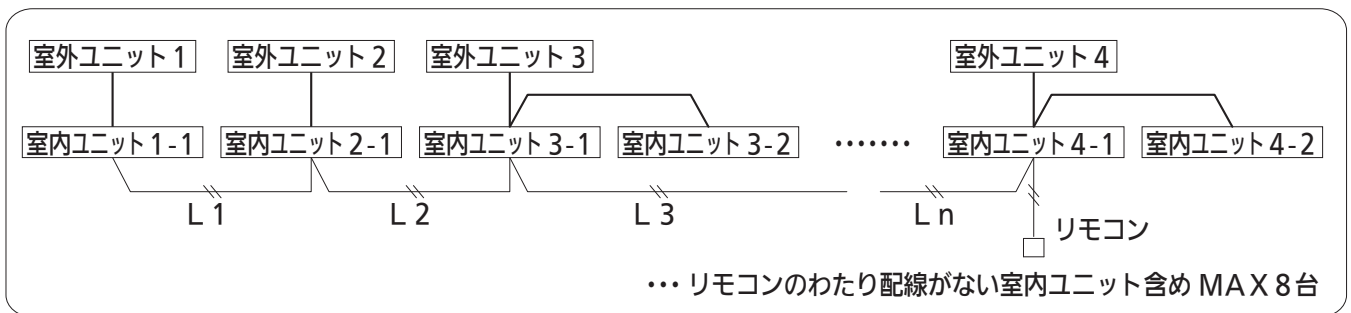 室外ユニット1 室外ユニット2 室外ユニット3 室外ユニット4
室内ユニット1-1 室内ユニット2-1 室内ユニット3-1 室内ユニット3-2 ・・・・・・・ 室内ユニット4-1 室内ユニット4-2
L1 L2 L3 Ln リモコン
・・・リモコンのわたり配線がない室内ユニット含めMAX8台